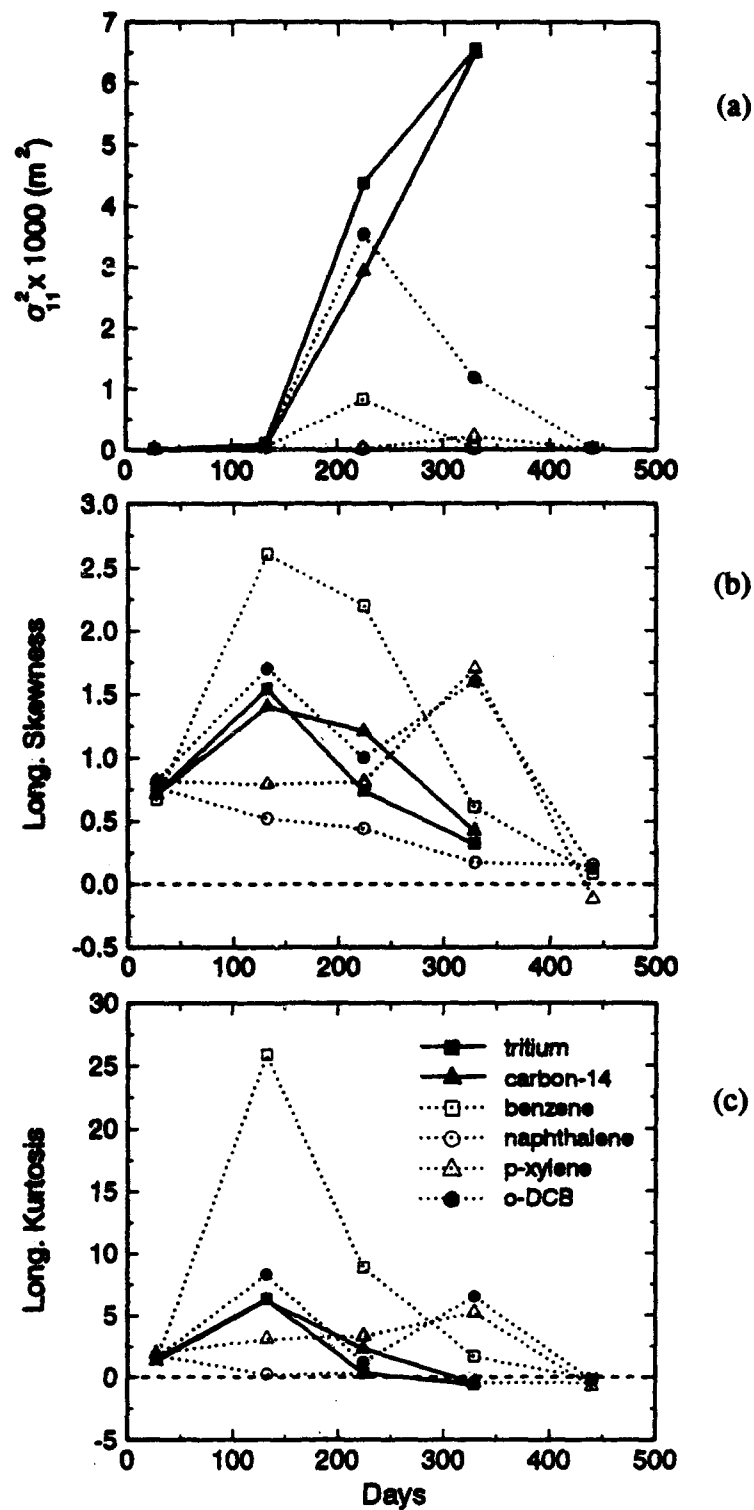 7
6
5
4
3
2
1
0
σ²₁₁ x 1000 (m²)
(a)
0 100 200 300 400 500
3.0
2.5
2.0
1.5
1.0
0.5
0.0
-0.5
Long. Skewness
(b)
0 100 200 300 400 500
30
25
20
15
10
5
0
-5
Long. Kurtosis
tritium
carbon-14
benzene
naphthalene
p-xylene
o-DCB
(c)
0 100 200 300 400 500
Days